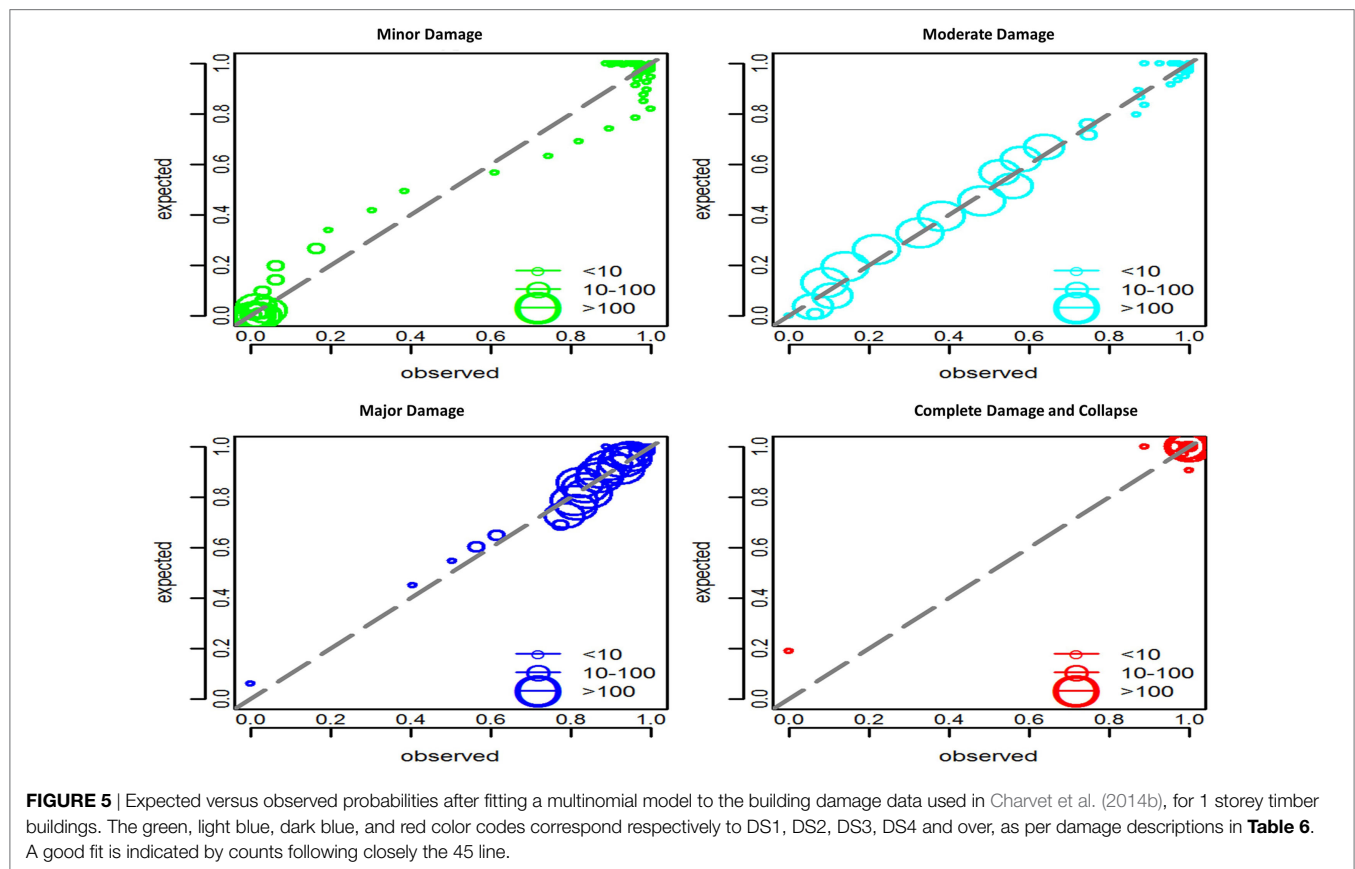 Minor Damage
expected
0.0 0.2 0.4 0.6 0.8 1.0
<10
10-100
>100
0.0 0.2 0.4 0.6 0.8 1.0
observed
Moderate Damage
expected
0.0 0.2 0.4 0.6 0.8 1.0
<10
10-100
>100
0.0 0.2 0.4 0.6 0.8 1.0
observed
Major Damage
expected
0.0 0.2 0.4 0.6 0.8 1.0
<10
10-100
>100
0.0 0.2 0.4 0.6 0.8 1.0
observed
Complete Damage and Collapse
expected
0.0 0.2 0.4 0.6 0.8 1.0
<10
10-100
>100
0.0 0.2 0.4 0.6 0.8 1.0
observed
FIGURE 5 | Expected versus observed probabilities after fitting a multinomial model to the building damage data used in Charvet et al. (2014b), for 1 storey timber
buildings. The green, light blue, dark blue, and red color codes correspond respectively to DS1, DS2, DS3, DS4 and over, as per damage descriptions in Table 6.
A good fit is indicated by counts following closely the 45 line.